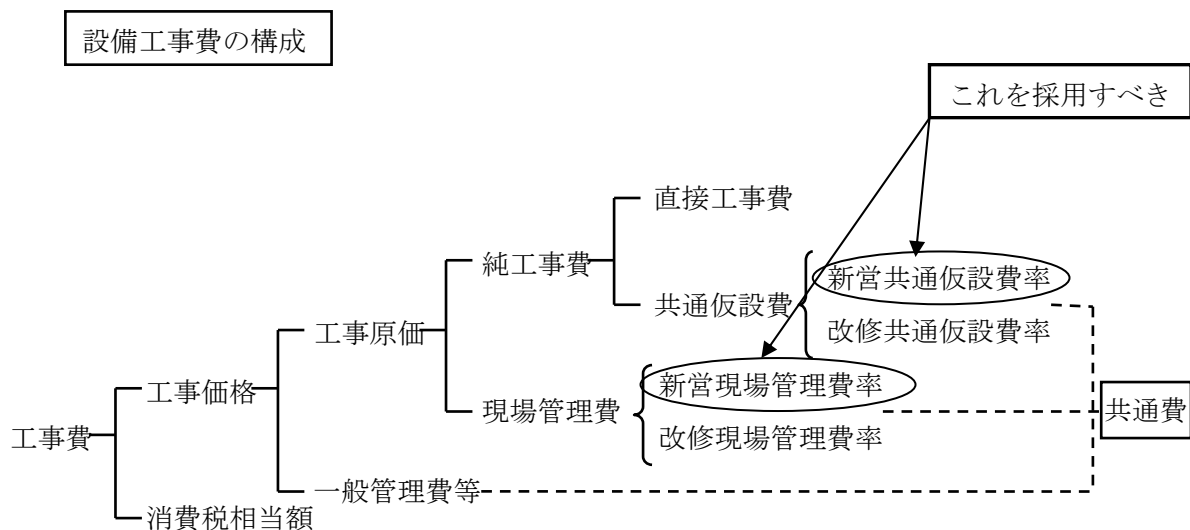 設備工事費の構成
これを採用すべき
直接工事費
純工事費
新営共通仮設費率
共通仮設費
改修共通仮設費率
工事原価
新営現場管理費率
工事価格
現場管理費
共通費
工事費
改修現場管理費率
一般管理費等
消費税相当額